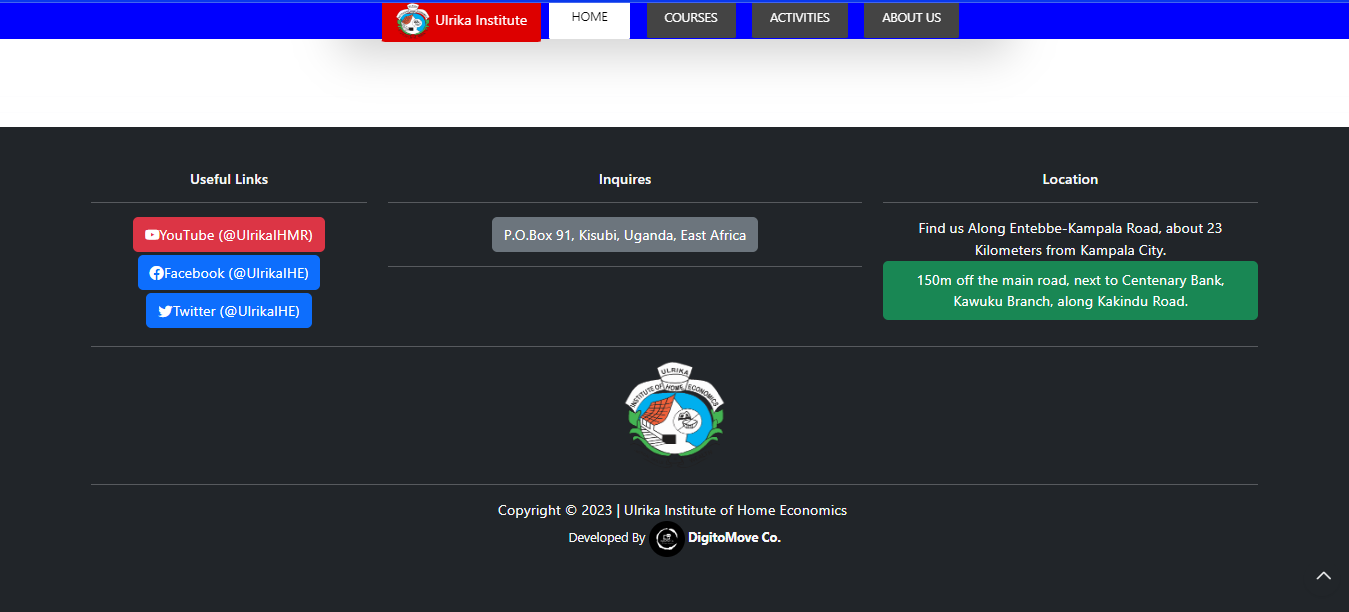 Ulrika Institute
HOME
COURSES
ACTIVITIES
ABOUT US
Useful Links
YouTube (@UlrikaIHMR)
Facebook (@UlrikaIHE)
Twitter (@UlrikaIHE)
Inquires
P.O.Box 91, Kisubi, Uganda, East Africa
Location
Find us Along Entebbe-Kampala Road, about 23
Kilometers from Kampala City.
150m off the main road, next to Centenary Bank,
Kawuku Branch, along Kakindu Road.
ULRIKA
INSTITUTE OF HOME ECONOMICS
Copyright © 2023 | Ulrika Institute of Home Economics
Developed By DigitoMove Co.